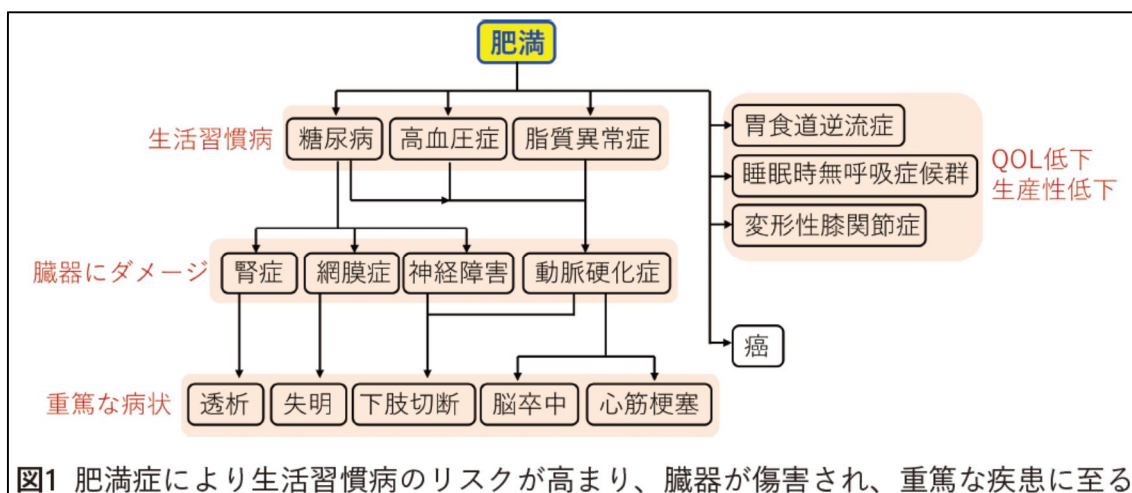 肥満
生活習慣病
糖尿病
高血圧症
脂質異常症
胃食道逆流症
睡眠時無呼吸症候群
変形性膝関節症
QOL低下
生産性低下
臓器にダメージ
腎症
網膜症
神経障害
動脈硬化症
癌
重篤な病状
透析
失明
下肢切断
脳卒中
心筋梗塞
図1 肥満症により生活習慣病のリスクが高まり、臓器が傷害され、重篤な疾患に至る